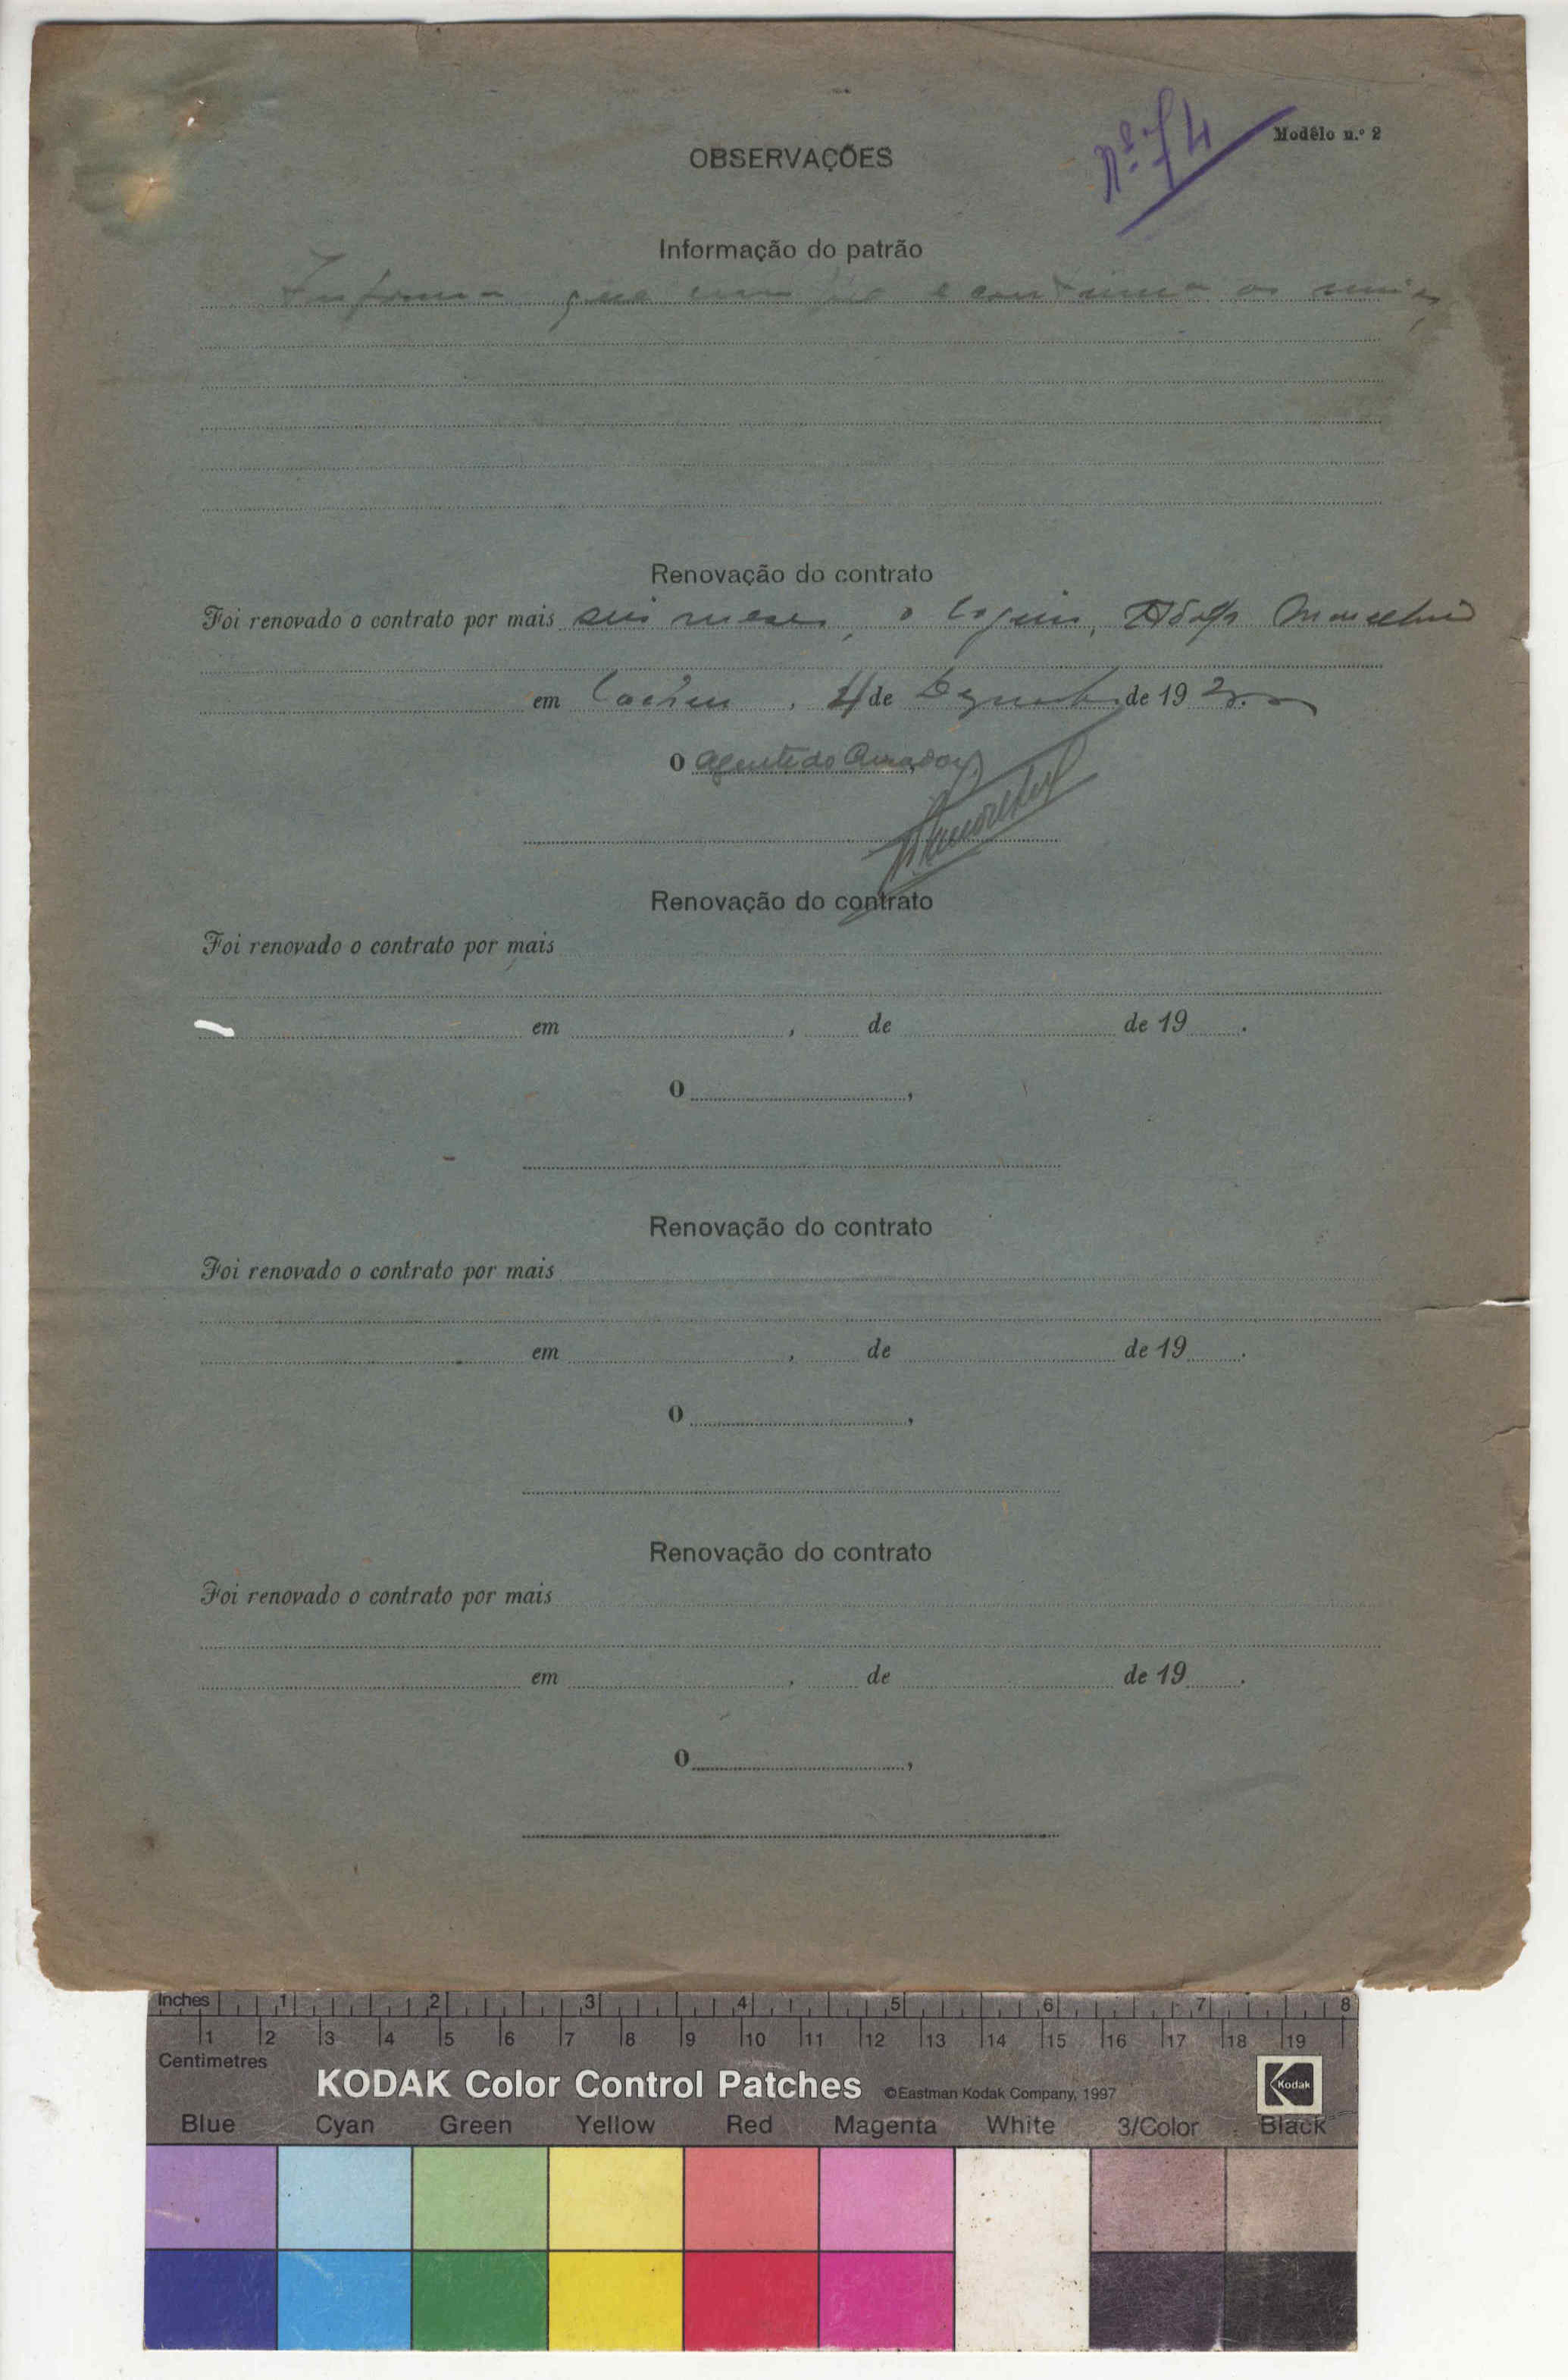 Modêlo n.º 2
Nº 74
OBSERVAÇÕES
Informação do patrão
que
Renovação do contrato
Foi renovado o contrato por mais seis meses, o
em , 4 de Dezembro de 192
O Agente do Curador,
Renovação do contrato
Foi renovado o contrato por mais
em , de de 19 .
O ,
Renovação do contrato
Foi renovado o contrato por mais
em , de de 19 .
O ,
Renovação do contrato
Foi renovado o contrato por mais
em , de de 19 .
O ,
Inches 1 2 3 4 5 6 7 8
1 2 3 4 5 6 7 8 9 10 11 12 13 14 15 16 17 18 19
Centimetres
KODAK Color Control Patches ©Eastman Kodak Company, 1997 Kodak
Blue Cyan Green Yellow Red Magenta White 3/Color Black